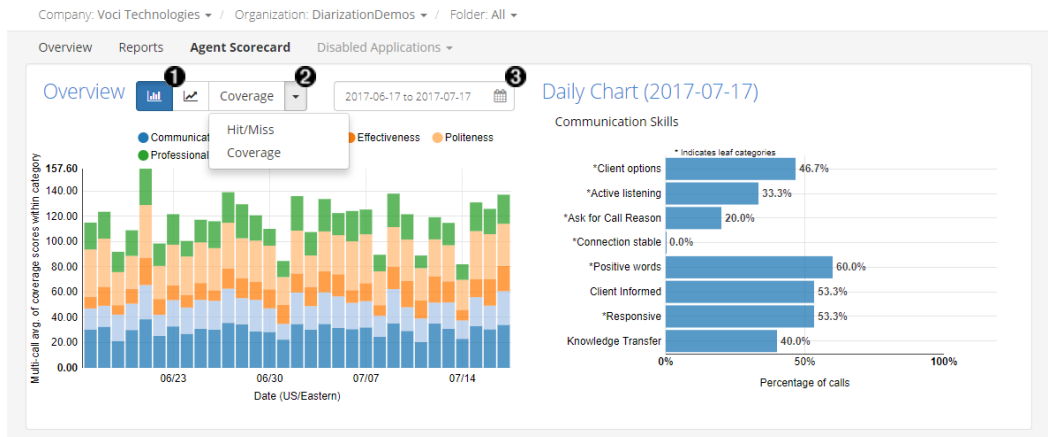 Company: Voci Technologies / Organization: DiarizationDemos / Folder: All
Overview Reports Agent Scorecard Disabled Applications
Overview 1 Coverage 2 2017-06-17 to 2017-07-17 3
Hit/Miss
Coverage
Communicat Effectiveness Politeness
Professional
Multi-call avg. of coverage scores within category
157.60
140.00
120.00
100.00
80.00
60.00
40.00
20.00
0.00
06/23 06/30 07/07 07/14
Date (US/Eastern)
Daily Chart (2017-07-17)
Communication Skills
* Indicates leaf categories
*Client options 46.7%
*Active listening 33.3%
*Ask for Call Reason 20.0%
*Connection stable 0.0%
*Positive words 60.0%
Client Informed 53.3%
*Responsive 53.3%
Knowledge Transfer 40.0%
0% 50% 100%
Percentage of calls